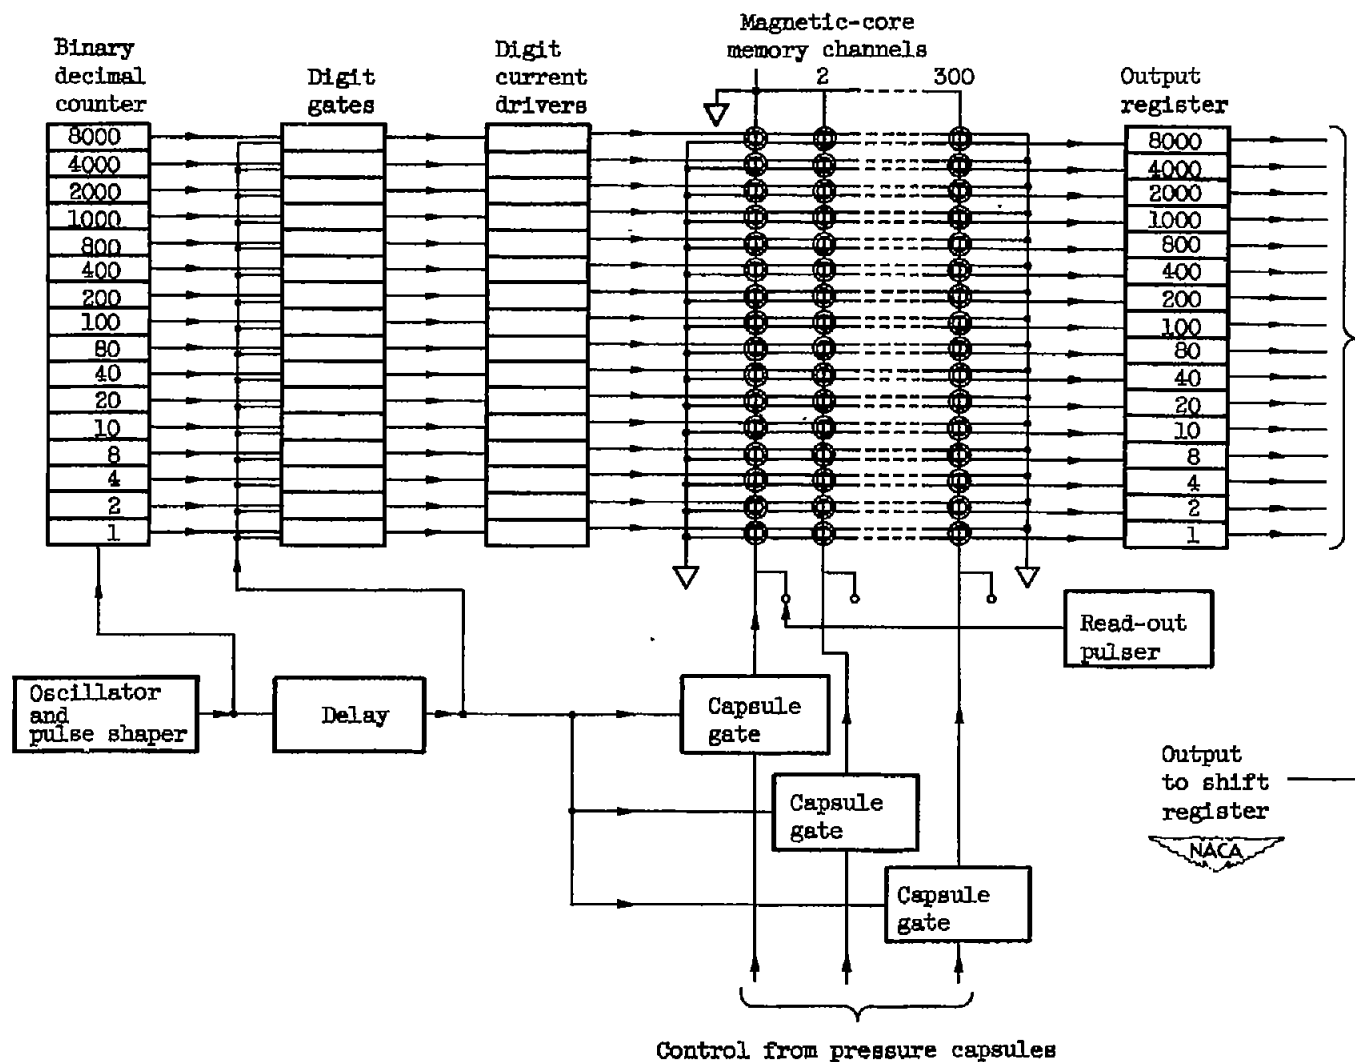 Magnetic-core
memory channels
1 2 300
Binary
decimal
counter
Digit
gates
Digit
current
drivers
Output
register
8000
4000
2000
1000
800
400
200
100
80
40
20
10
8
4
2
1
8000
4000
2000
1000
800
400
200
100
80
40
20
10
8
4
2
1
Read-out
pulser
Oscillator
and
pulse shaper
Delay
Capsule
gate
Capsule
gate
Capsule
gate
Output
to shift
register
NACA
Control from pressure capsules